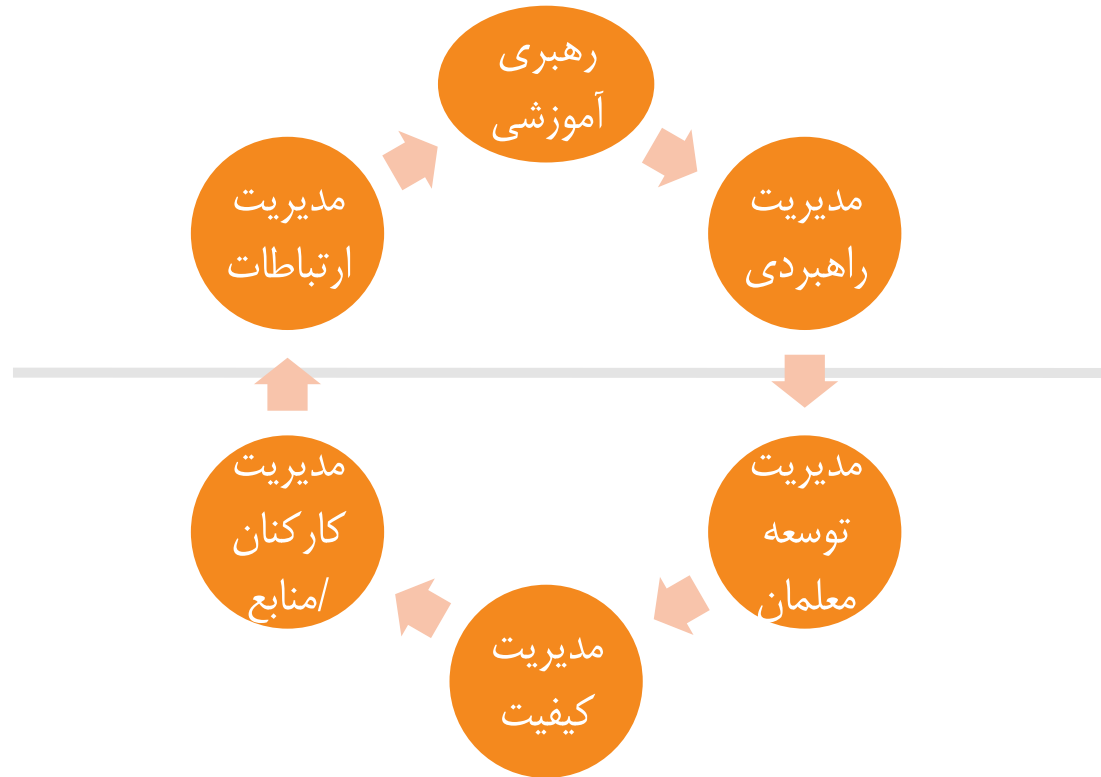 رهبری
آموزشی
مدیریت
راهبردی
مدیریت
توسعه
معلمان
مدیریت
کیفیت
مدیریت
کارکنان
/منابع
مدیریت
ارتباطات